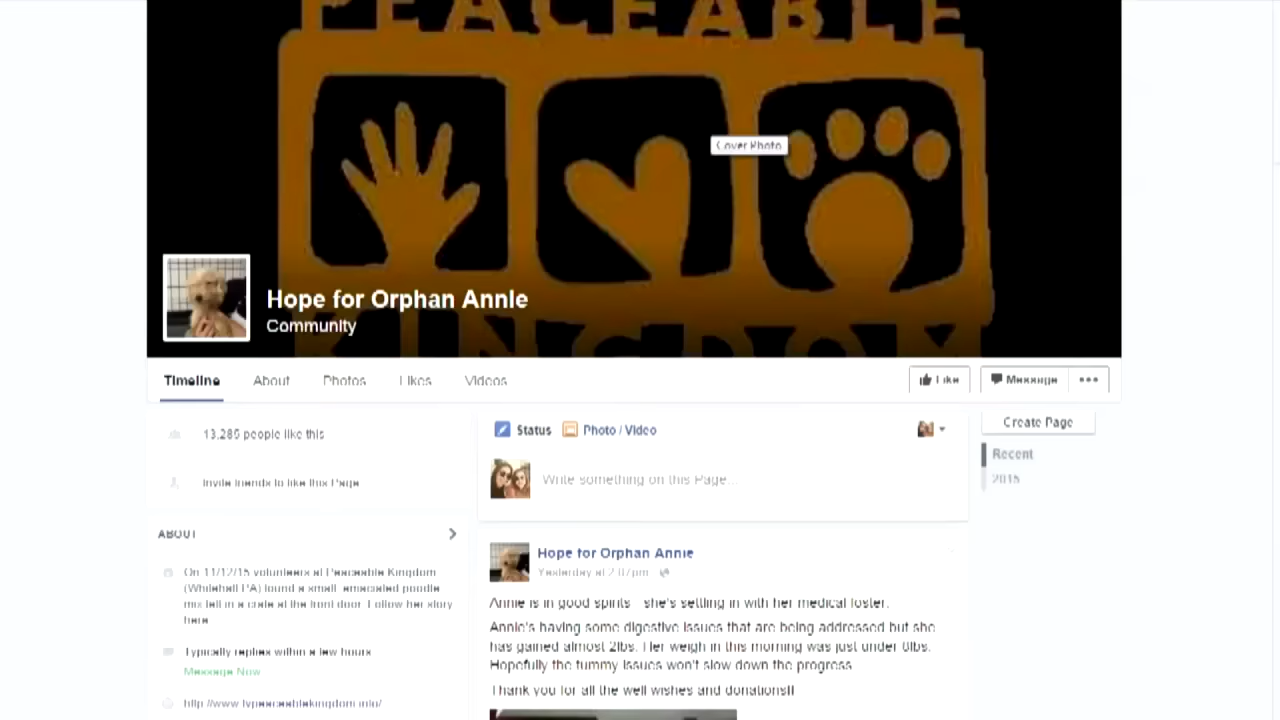 PEACEABLE
Cover Photo
Hope for Orphan Annie
Community
KINGDOM
Timeline About Photos Likes Videos
Like Message
13,285 people like this
Invite friends to like this Page
ABOUT
On 11/12/15 volunteers at Peaceable Kingdom
(Whitehall PA) found a small emaciated poodle
mix left in a crate at the front door. Follow her story
here
Typically replies within a few hours
Message Now
http://www.lvpeaceablekingdom.info/
Status Photo / Video
Write something on this Page...
Hope for Orphan Annie
Yesterday at 2:07pm
Annie is in good spirits - she's settling in with her medical foster.
Annie's having some digestive issues that are being addressed but she
has gained almost 2lbs. Her weigh in this morning was just under 8lbs.
Hopefully the tummy issues won't slow down the progress
Thank you for all the well wishes and donations!!
Create Page
Recent
2015